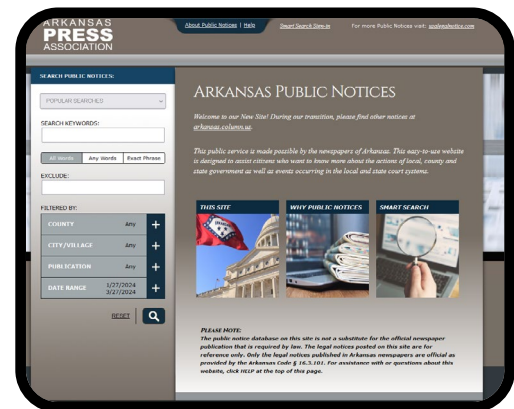 ARKANSAS
PRESS
ASSOCIATION
About Public Notices | Help
Smart Search Sign-in
For more Public Notices visit: usalegalnotice.com
SEARCH PUBLIC NOTICES:
POPULAR SEARCHES
SEARCH KEYWORDS:
All Words Any Words Exact Phrase
EXCLUDE:
FILTERED BY:
COUNTY Any +
CITY/VILLAGE Any +
PUBLICATION Any +
DATE RANGE 1/27/2024 +
3/27/2024
RESET
ARKANSAS PUBLIC NOTICES
Welcome to our New Site! During our transition, please find other notices at
arkansas.column.us.
This public service is made possible by the newspapers of Arkansas. This easy-to-use website
is designed to assist citizens who want to know more about the actions of local, county and
state government as well as events occurring in the local and state court systems.
THIS SITE
WHY PUBLIC NOTICES
SMART SEARCH
PLEASE NOTE:
The public notice database on this site is not a substitute for the official newspaper
publication that is required by law. The legal notices posted on this site are for
reference only. Only the legal notices published in Arkansas newspapers are official as
provided by the Arkansas Code § 16.3.101. For assistance with or questions about this
website, click HELP at the top of this page.